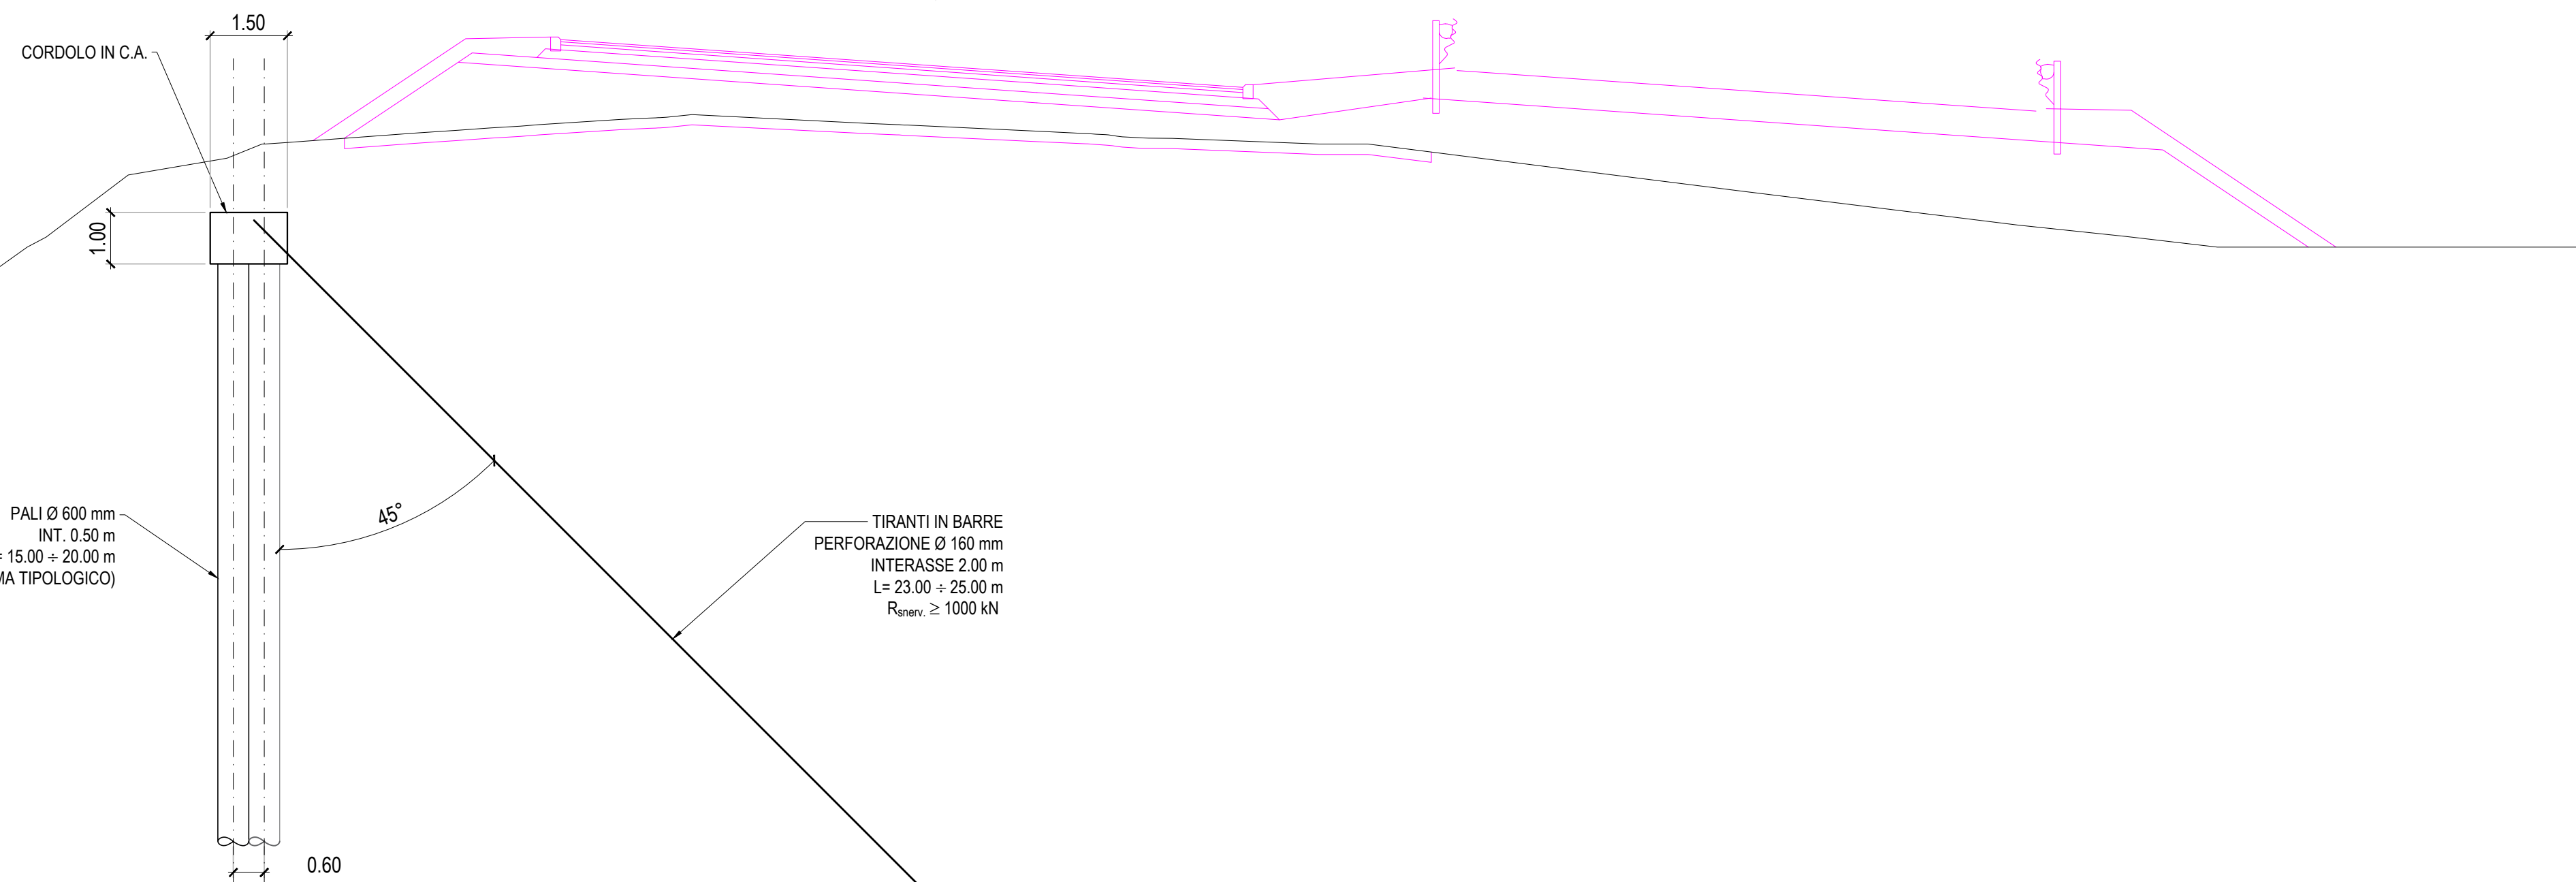 1.50
CORDOLO IN C.A.
1.00
45°
PALI Ø 600 mm
INT. 0.50 m
= 15.00 ÷ 20.00 m
TIPOLOGICO)
TIRANTI IN BARRE
PERFORAZIONE Ø 160 mm
INTERASSE 2.00 m
L= 23.00 ÷ 25.00 m
Rsnerv. ≥ 1000 kN
0.60